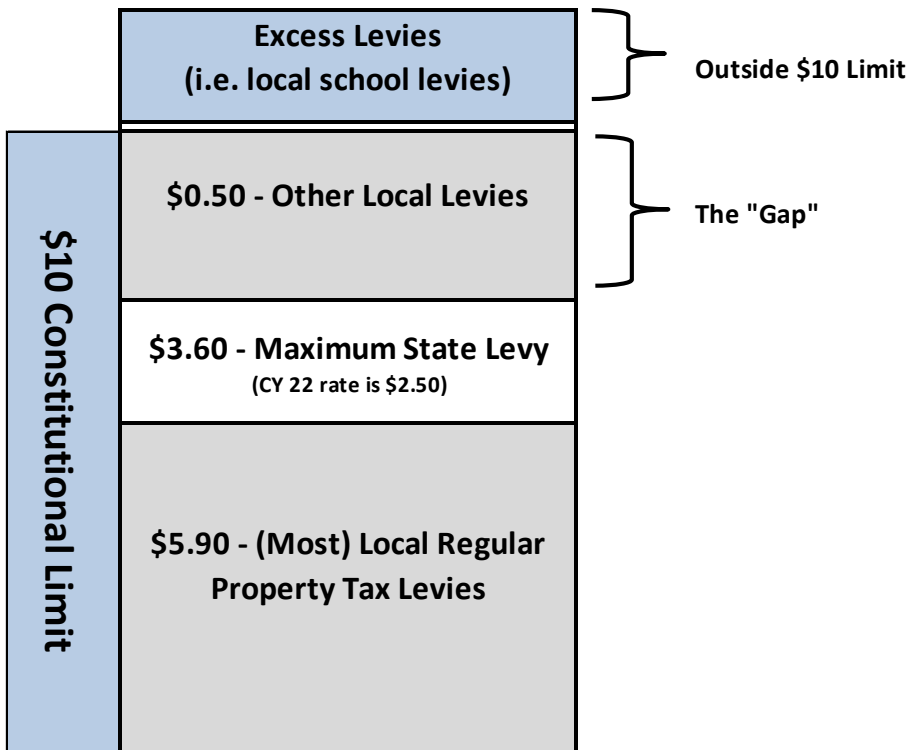 Excess Levies
(i.e. local school levies)
Outside $10 Limit
$10 Constitutional Limit
$0.50 - Other Local Levies
The "Gap"
$3.60 - Maximum State Levy
(CY 22 rate is $2.50)
$5.90 - (Most) Local Regular
Property Tax Levies